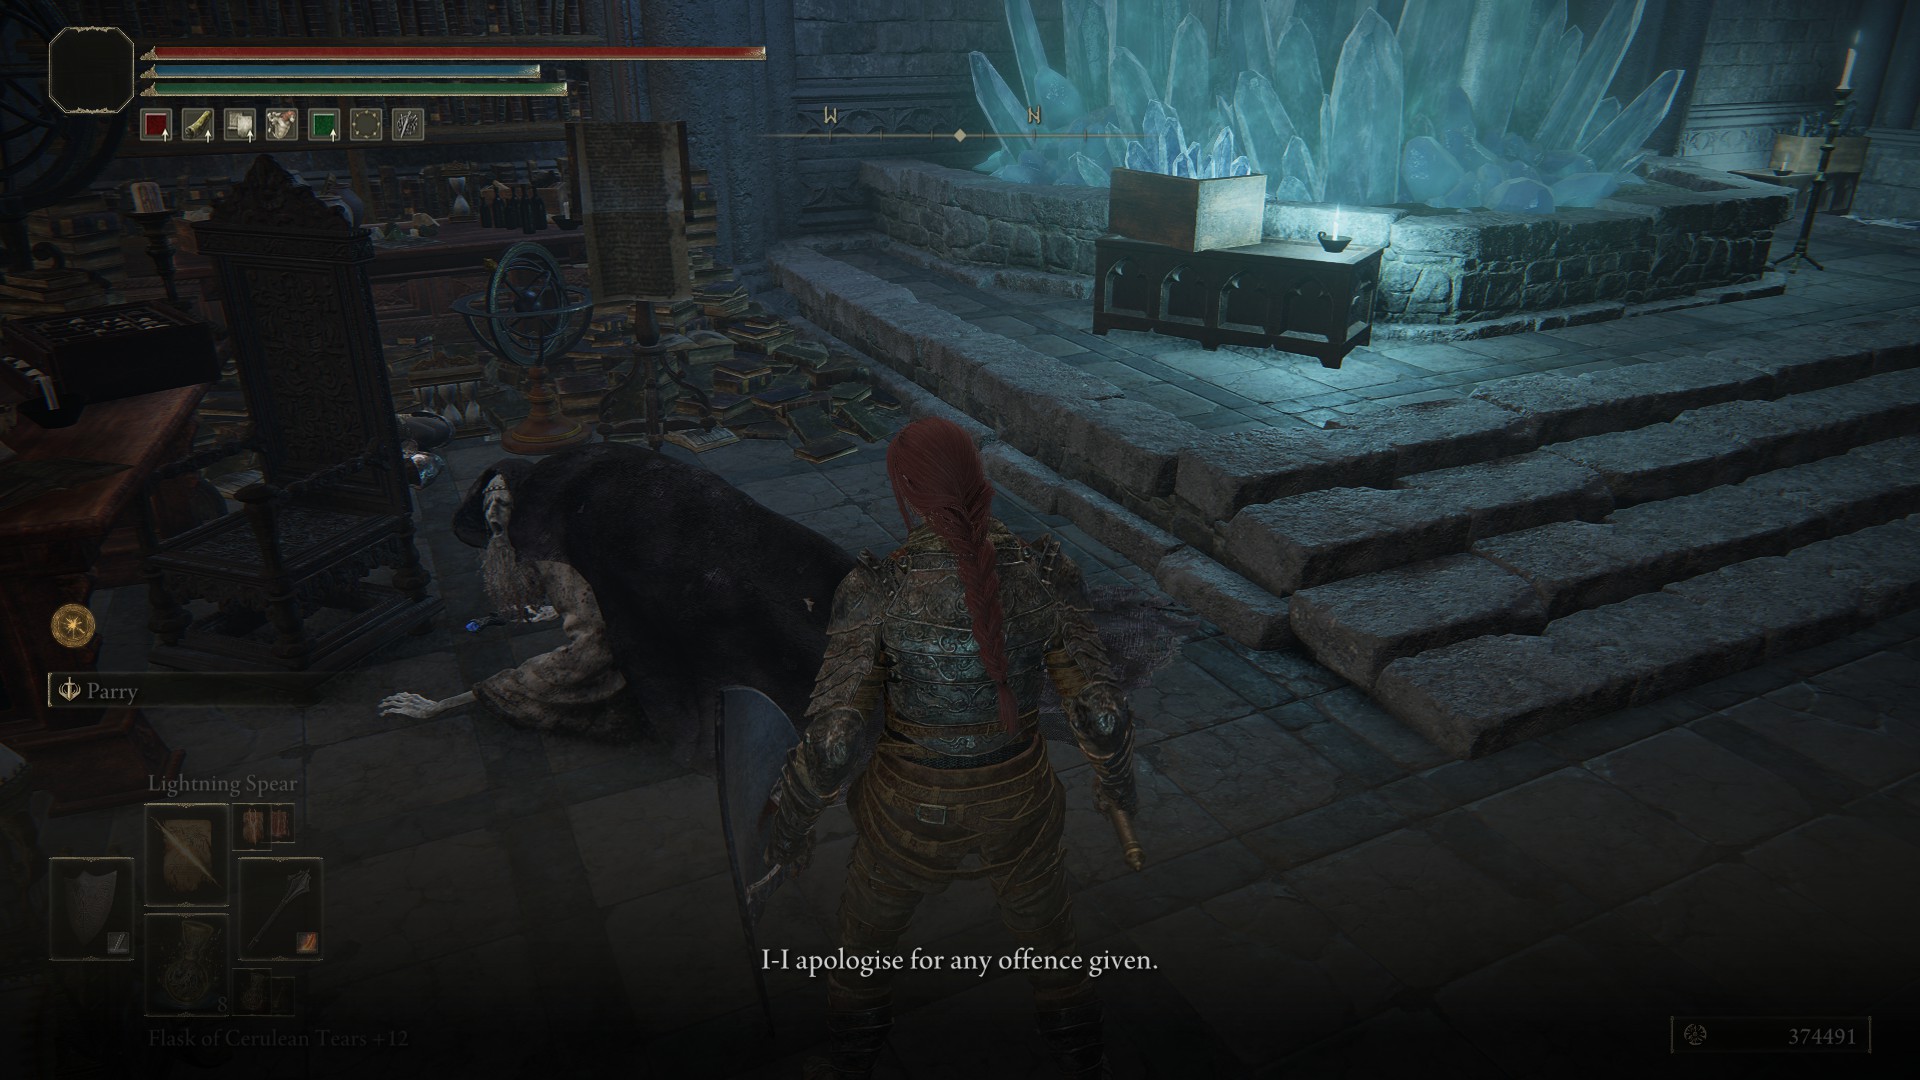 W
N
Parry
Lightning Spear
8
Flask of Cerulean Tears +12
I-I apologise for any offence given.
374491